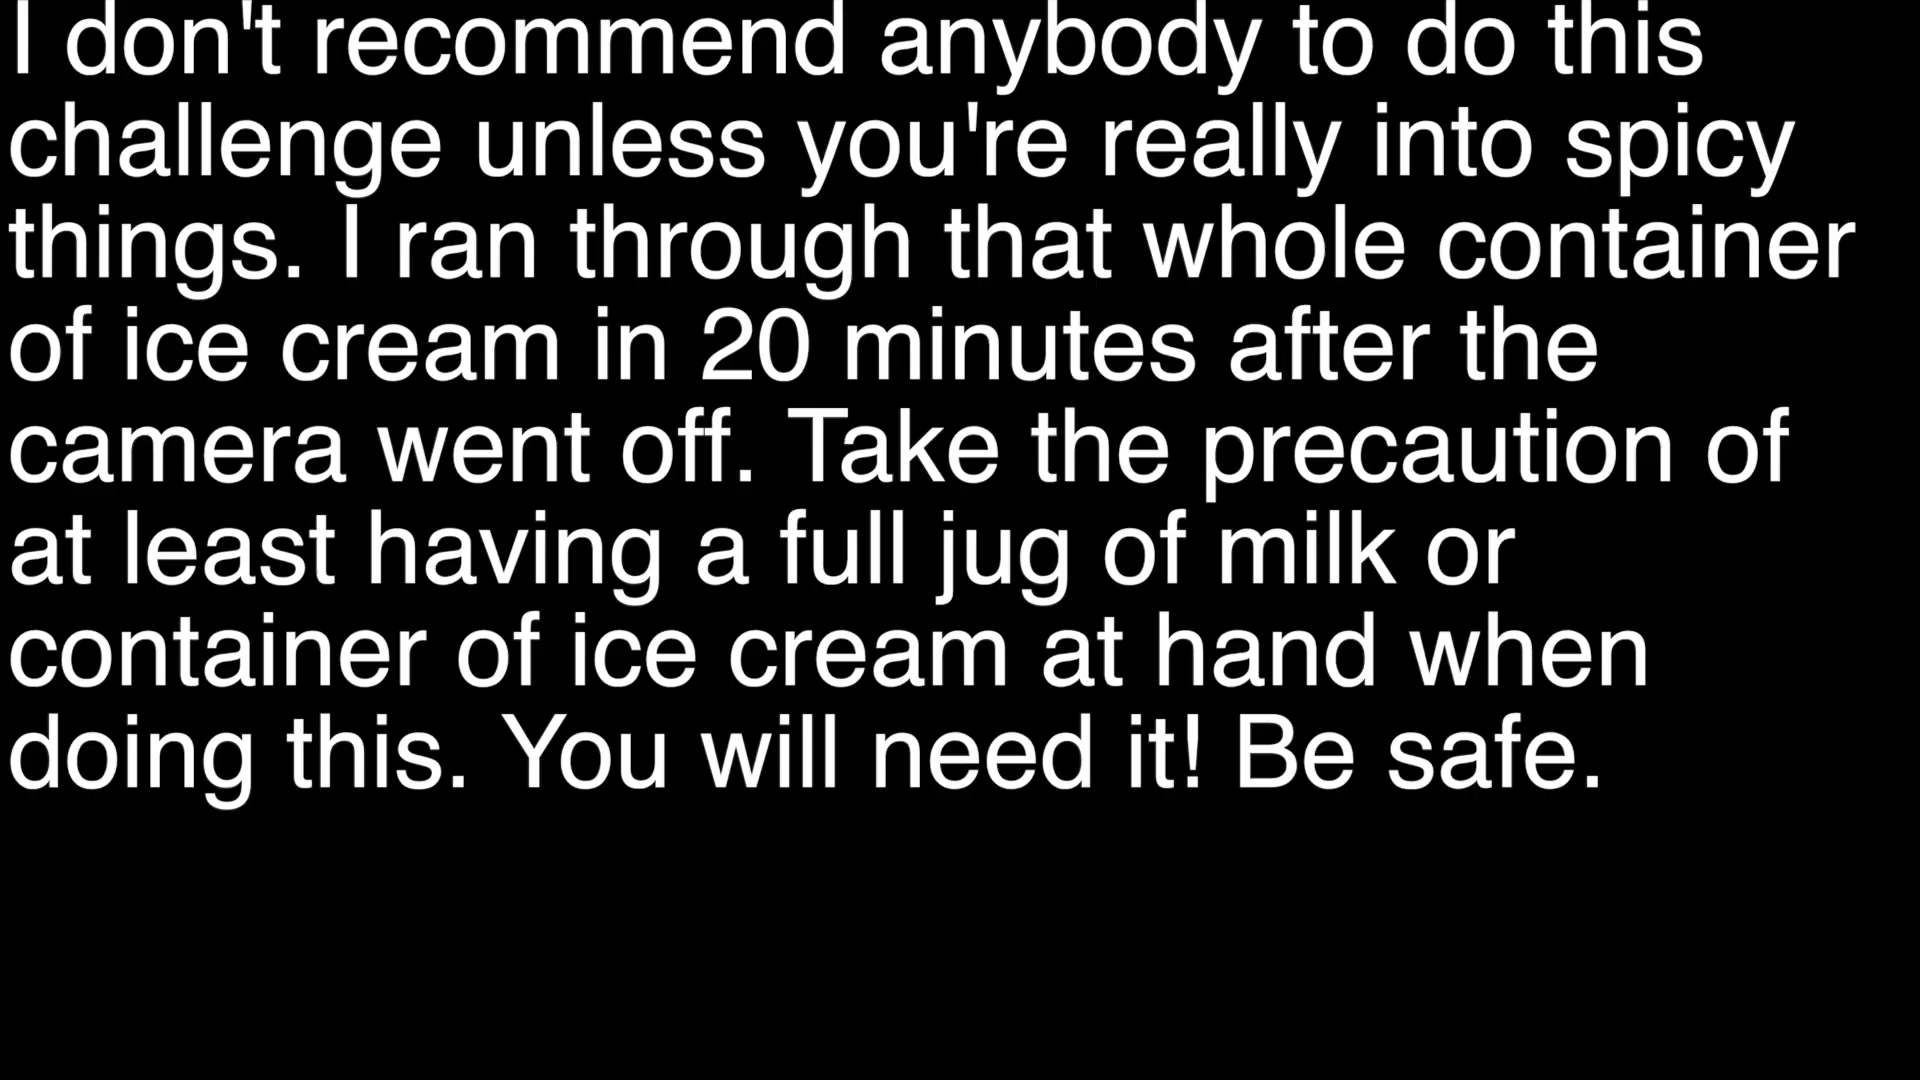 I don't recommend anybody to do this
challenge unless you're really into spicy
things. I ran through that whole container
of ice cream in 20 minutes after the
camera went off. Take the precaution of
at least having a full jug of milk or
container of ice cream at hand when
doing this. You will need it! Be safe.